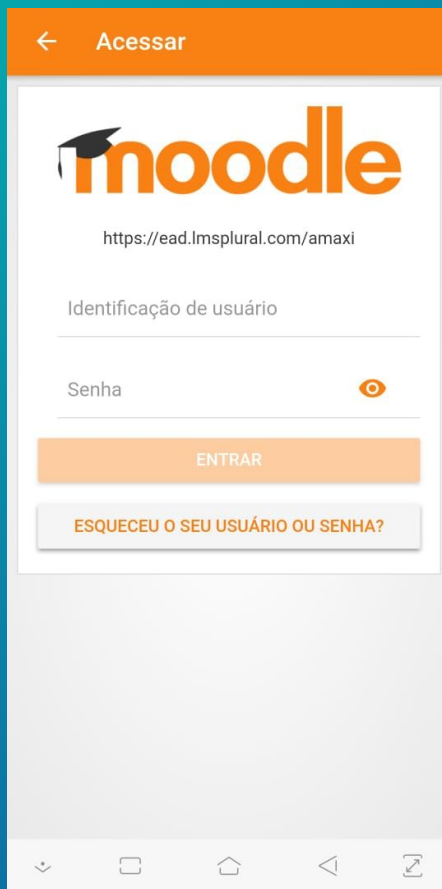 Acessar
moodle
https://ead.lmsplural.com/amaxi
Identificação de usuário
Senha
ENTRAR
ESQUECEU O SEU USUÁRIO OU SENHA?